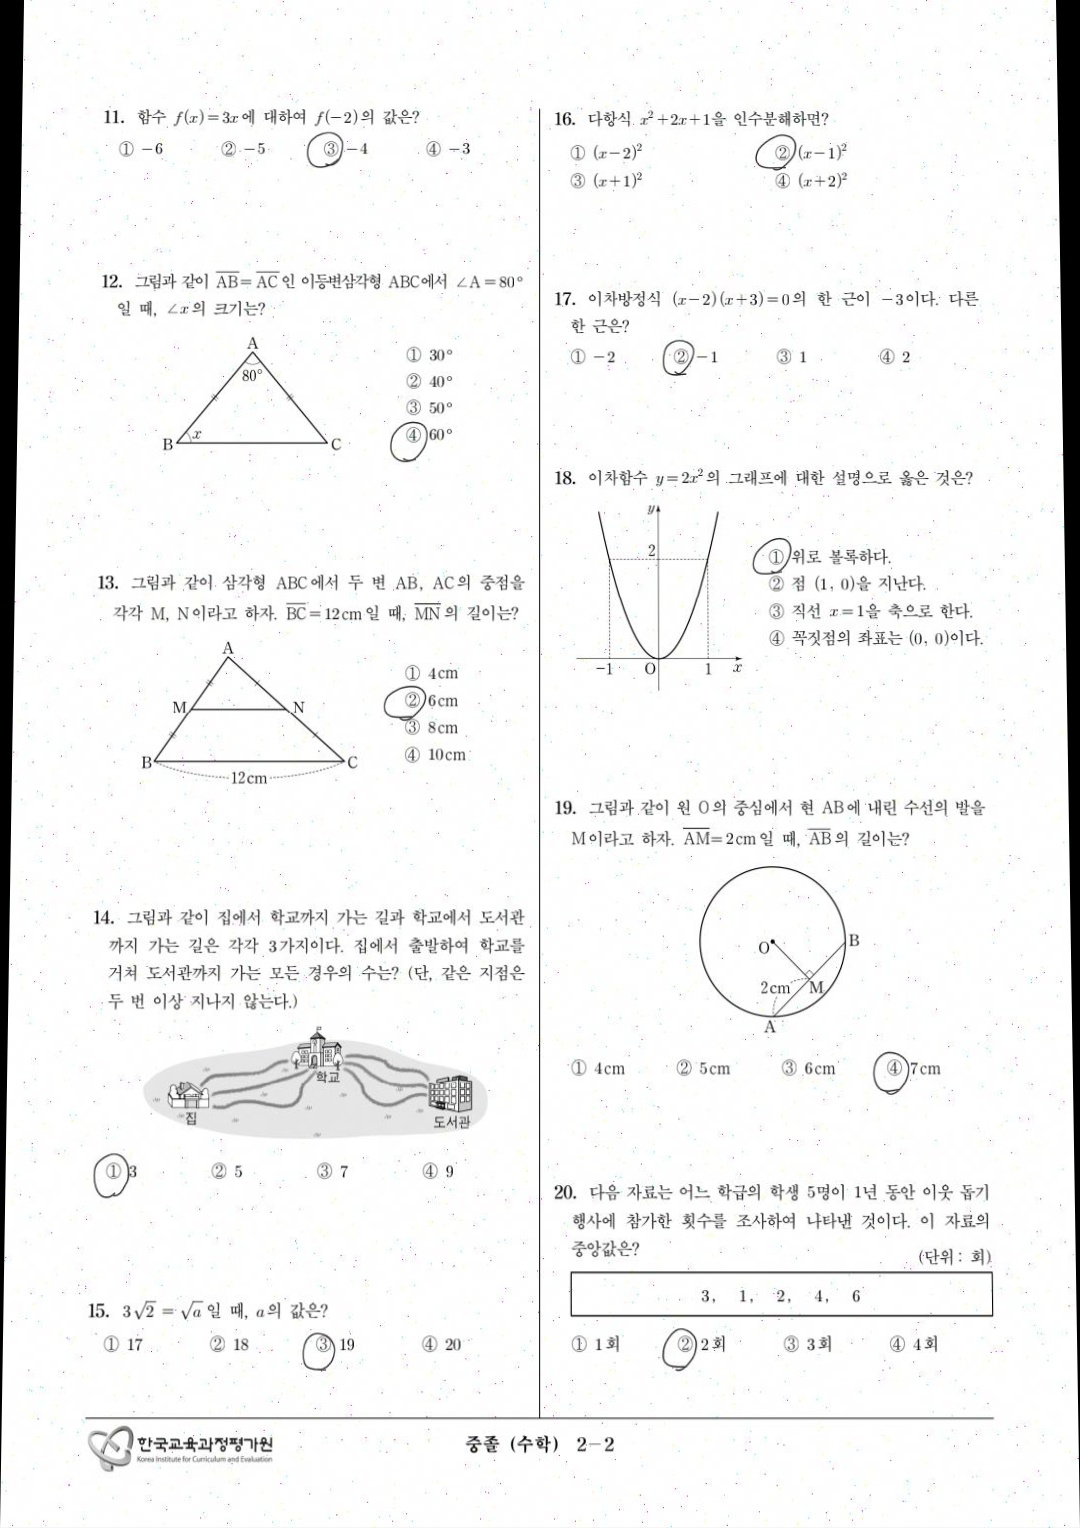 11. 함수 f(x)=3x에 대하여 f(−2)의 값은?
① −6 ② −5 ③ −4 ④ −3
12. 그림과 같이 AB=AC인 이등변삼각형 ABC에서 ∠A=80°
일 때, ∠x의 크기는?
A
80°
x
B
C
① 30°
② 40°
③ 50°
④ 60°
13. 그림과 같이 삼각형 ABC에서 두 변 AB, AC의 중점을
각각 M, N이라고 하자. BC=12cm일 때, MN의 길이는?
A
M
N
B
C
12cm
① 4cm
② 6cm
③ 8cm
④ 10cm
14. 그림과 같이 집에서 학교까지 가는 길과 학교에서 도서관
까지 가는 길은 각각 3가지이다. 집에서 출발하여 학교를
거쳐 도서관까지 가는 모든 경우의 수는? (단, 같은 지점은
두 번 이상 지나지 않는다.)
학교
집
도서관
① 3 ② 5 ③ 7 ④ 9
15. 3√2 = √a일 때, a의 값은?
① 17 ② 18 ③ 19 ④ 20
16. 다항식 x²+2x+1을 인수분해하면?
① (x−2)² ② (x−1)²
③ (x+1)² ④ (x+2)²
17. 이차방정식 (x−2)(x+3)=0의 한 근이 −3이다. 다른
한 근은?
① −2 ② −1 ③ 1 ④ 2
18. 이차함수 y=2x²의 그래프에 대한 설명으로 옳은 것은?
y
2
−1 O 1 x
① 위로 볼록하다.
② 점 (1, 0)을 지난다.
③ 직선 x=1을 축으로 한다.
④ 꼭짓점의 좌표는 (0, 0)이다.
19. 그림과 같이 원 O의 중심에서 현 AB에 내린 수선의 발을
M이라고 하자. AM=2cm일 때, AB의 길이는?
O
B
2cm M
A
① 4cm ② 5cm ③ 6cm ④ 7cm
20. 다음 자료는 어느 학급의 학생 5명이 1년 동안 이웃 돕기
행사에 참가한 횟수를 조사하여 나타낸 것이다. 이 자료의
중앙값은?
(단위 : 회)
3, 1, 2, 4, 6
① 1회 ② 2회 ③ 3회 ④ 4회
한국교육과정평가원
Korea Institute for Curriculum and Evaluation
중졸 (수학) 2−2